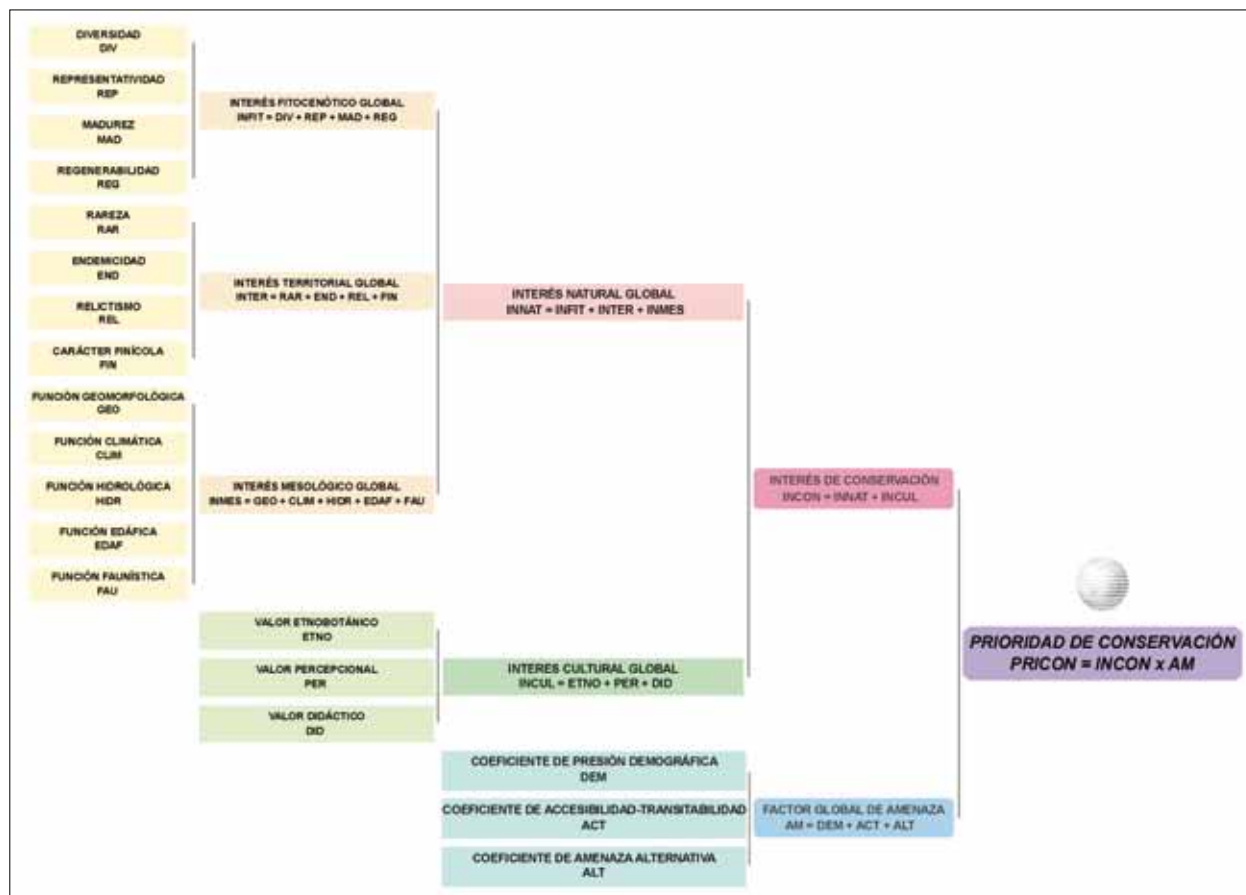 DIVERSIDAD
DIV
REPRESENTATIVIDAD
REP
MADUREZ
MAD
REGENERABILIDAD
REG
RAREZA
RAR
ENDEMICIDAD
END
RELICTISMO
REL
CARÁCTER FINÍCOLA
FIN
FUNCIÓN GEOMORFOLÓGICA
GEO
FUNCIÓN CLIMÁTICA
CLIM
FUNCIÓN HIDROLÓGICA
HIDR
FUNCIÓN EDÁFICA
EDAF
FUNCIÓN FAUNÍSTICA
FAU
INTERÉS FITOCENÓTICO GLOBAL
INFIT = DIV + REP + MAD + REG
INTERÉS TERRITORIAL GLOBAL
INTER = RAR + END + REL + FIN
INTERÉS MESOLÓGICO GLOBAL
INMES = GEO + CLIM + HIDR + EDAF + FAU
VALOR ETNOBOTÁNICO
ETNO
VALOR PERCEPCIONAL
PER
VALOR DIDÁCTICO
DID
INTERÉS NATURAL GLOBAL
INNAT = INFIT + INTER + INMES
INTERES CULTURAL GLOBAL
INCUL = ETNO + PER + DID
COEFICIENTE DE PRESIÓN DEMOGRÁFICA
DEM
COEFICIENTE DE ACCESIBILIDAD-TRANSITABILIDAD
ACT
COEFICIENTE DE AMENAZA ALTERNATIVA
ALT
INTERÉS DE CONSERVACIÓN
INCON = INNAT + INCUL
FACTOR GLOBAL DE AMENAZA
AM = DEM + ACT + ALT
PRIORIDAD DE CONSERVACIÓN
PRICON = INCON x AM